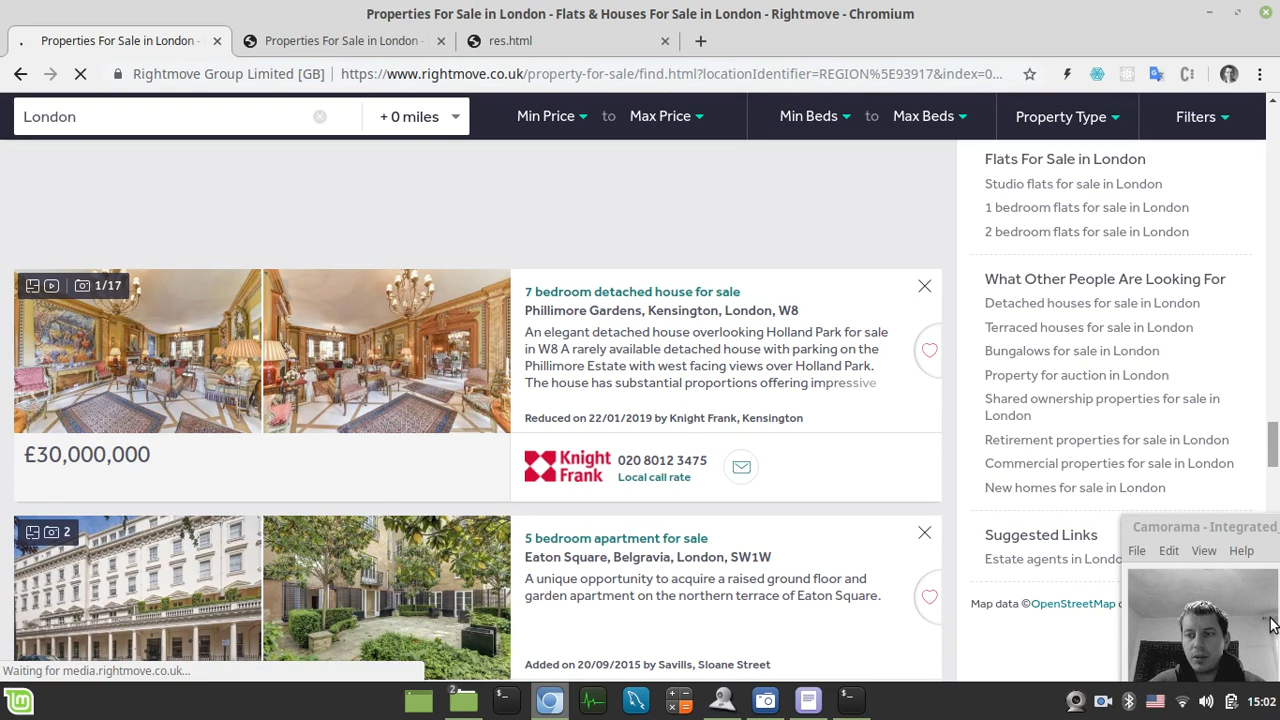 Properties For Sale in London - Flats & Houses For Sale in London - Rightmove - Chromium
Properties For Sale in London -
Properties For Sale in London -
res.html
Rightmove Group Limited [GB]
https://www.rightmove.co.uk/property-for-sale/find.html?locationIdentifier=REGION%5E93917&index=0...
London
+ 0 miles
Min Price to Max Price
Min Beds to Max Beds
Property Type
Filters
1/17
£30,000,000
7 bedroom detached house for sale
Phillimore Gardens, Kensington, London, W8
An elegant detached house overlooking Holland Park for sale
in W8 A rarely available detached house with parking on the
Phillimore Estate with west facing views over Holland Park.
The house has substantial proportions offering impressive
Reduced on 22/01/2019 by Knight Frank, Kensington
Knight
Frank
020 8012 3475
Local call rate
2
5 bedroom apartment for sale
Eaton Square, Belgravia, London, SW1W
A unique opportunity to acquire a raised ground floor and
garden apartment on the northern terrace of Eaton Square.
Added on 20/09/2015 by Savills, Sloane Street
Flats For Sale in London
Studio flats for sale in London
1 bedroom flats for sale in London
2 bedroom flats for sale in London
What Other People Are Looking For
Detached houses for sale in London
Terraced houses for sale in London
Bungalows for sale in London
Property for auction in London
Shared ownership properties for sale in
London
Retirement properties for sale in London
Commercial properties for sale in London
New homes for sale in London
Suggested Links
Estate agents in Londo
Map data ©OpenStreetMap
Camorama - Integrated
File Edit View Help
Waiting for media.rightmove.co.uk...
2
15:02